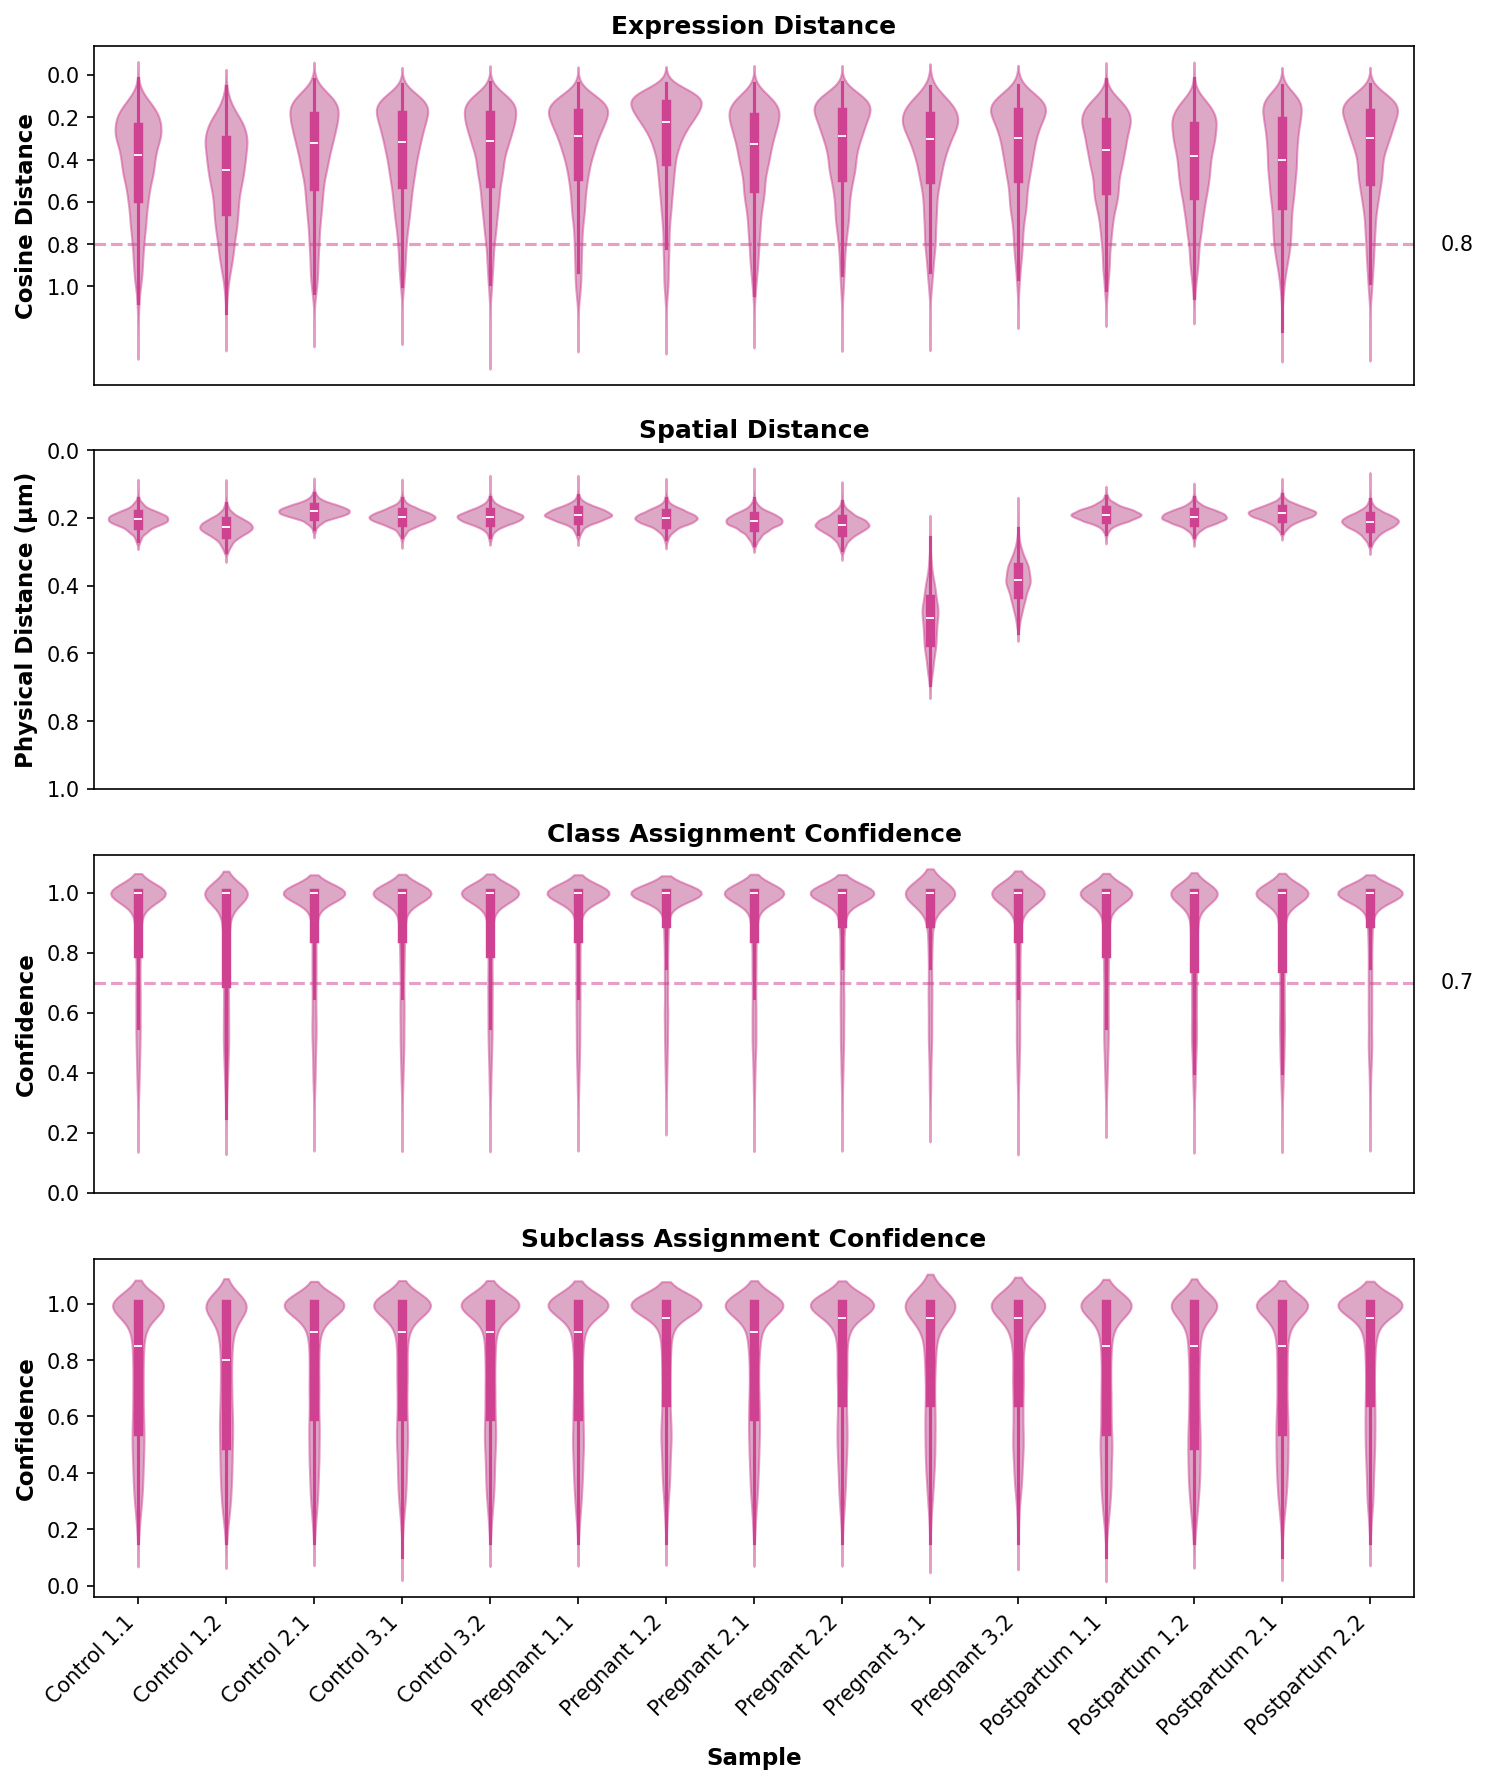 Expression Distance
Cosine Distance
0.0
0.2
0.4
0.6
0.8
1.0
0.8
Spatial Distance
Physical Distance (μm)
0.0
0.2
0.4
0.6
0.8
1.0
Class Assignment Confidence
Confidence
1.0
0.8
0.6
0.4
0.2
0.0
0.7
Subclass Assignment Confidence
Confidence
1.0
0.8
0.6
0.4
0.2
0.0
Control 1.1
Control 1.2
Control 2.1
Control 3.1
Control 3.2
Pregnant 1.1
Pregnant 1.2
Pregnant 2.1
Pregnant 2.2
Pregnant 3.1
Pregnant 3.2
Postpartum 1.1
Postpartum 1.2
Postpartum 2.1
Postpartum 2.2
Sample